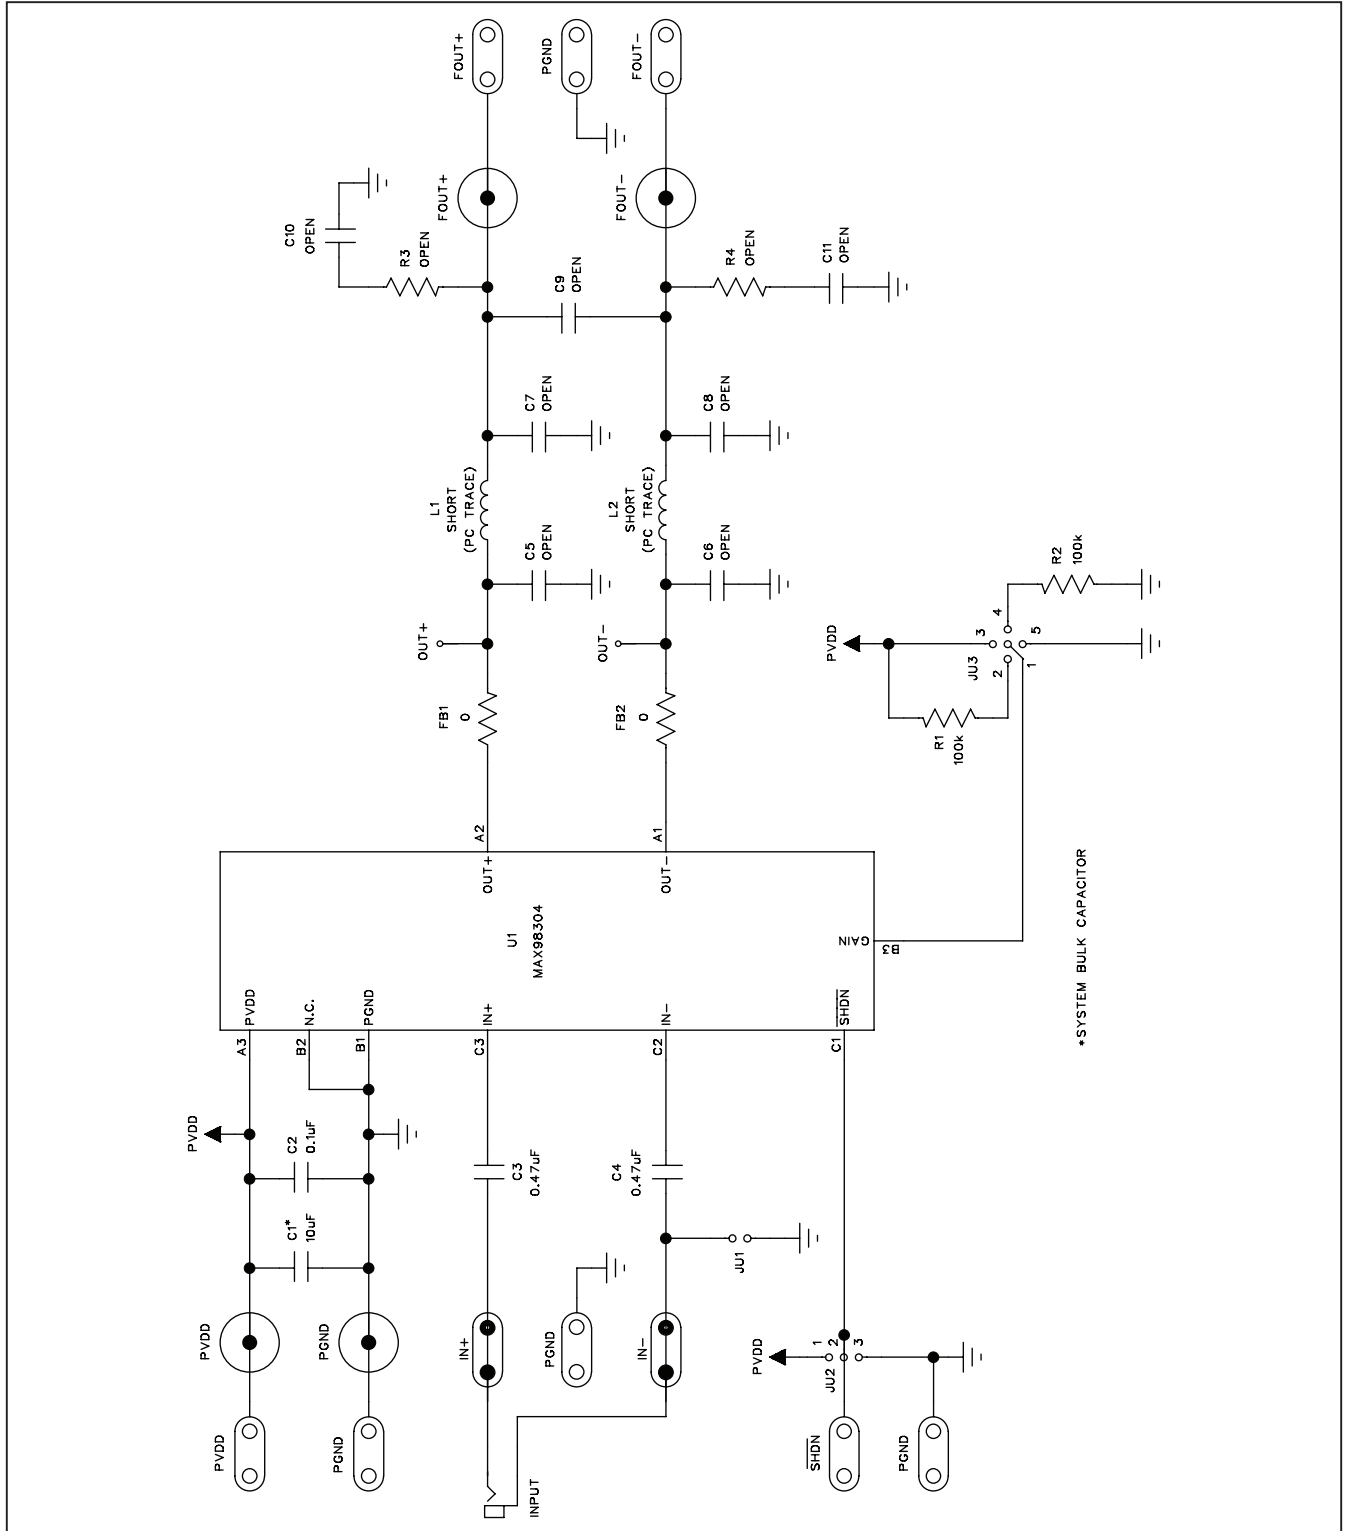 FOUT+
PGND
FOUT-
FOUT+
FOUT-
C10
OPEN
R3
OPEN
C9
OPEN
R4
OPEN
C11
OPEN
C7
OPEN
C8
OPEN
L1
SHORT
(PC TRACE)
L2
SHORT
(PC TRACE)
C5
OPEN
C6
OPEN
R2
100k
OUT+
OUT-
PVDD
JU3
3
4
2
5
1
FB1
0
FB2
0
R1
100k
A2
A1
OUT+
OUT-
U1
MAX98304
GAIN
B3
PVDD
N.C.
PGND
IN+
IN-
SHDN
A3
B2
B1
C3
C2
C1
*SYSTEM BULK CAPACITOR
PVDD
C2
0.1uF
C1*
10uF
C3
0.47uF
C4
0.47uF
JU1
PVDD
PGND
IN+
PGND
IN-
PVDD
JU2
1
2
3
PVDD
PGND
INPUT
SHDN
PGND